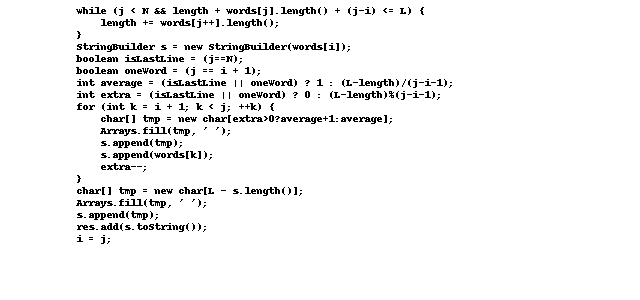 while (j < N && length + words[j].length() + (j-i) <= L) {
length += words[j++].length();
}
StringBuilder s = new StringBuilder(words[i]);
boolean isLastLine = (j==N);
boolean oneWord = (j == i + 1);
int average = (isLastLine || oneWord) ? 1 : (L-length)/(j-i-1);
int extra = (isLastLine || oneWord) ? 0 : (L-length)%(j-i-1);
for (int k = i + 1; k < j; ++k) {
char[] tmp = new char[extra>0?average+1:average];
Arrays.fill(tmp, ' ');
s.append(tmp);
s.append(words[k]);
extra--;
}
char[] tmp = new char[L - s.length()];
Arrays.fill(tmp, ' ');
s.append(tmp);
res.add(s.toString());
i = j;